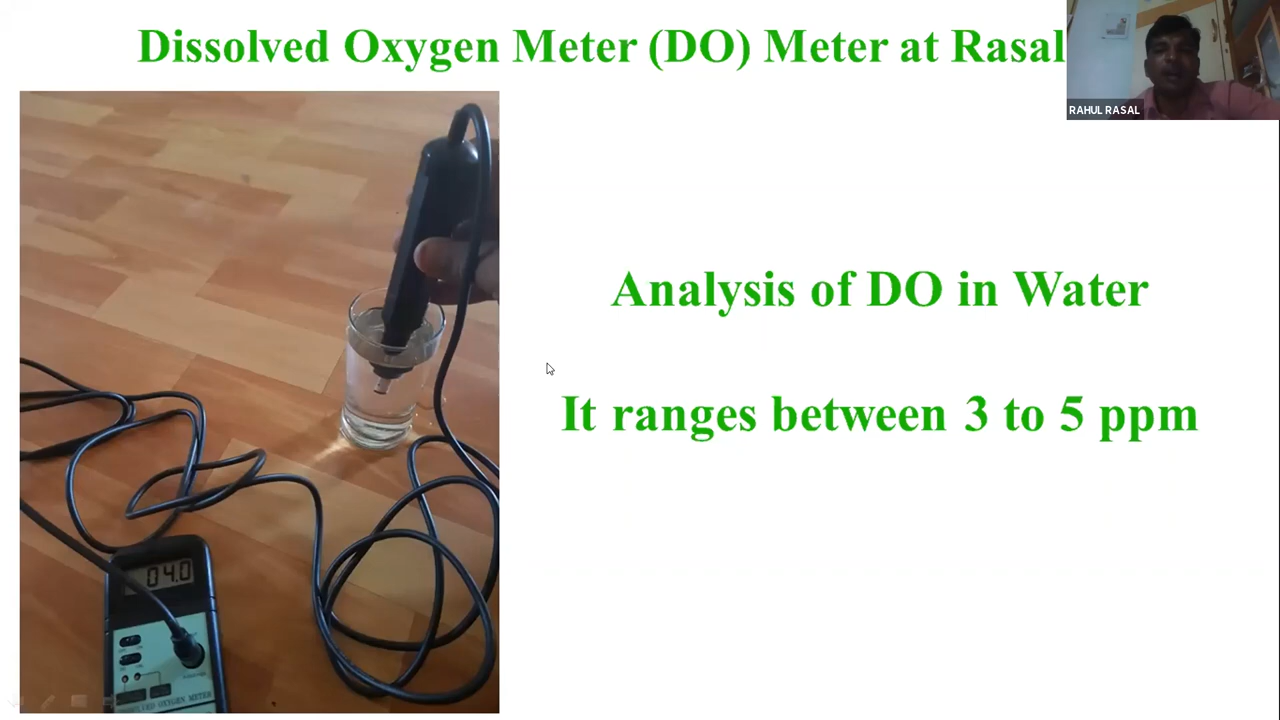 Dissolved Oxygen Meter (DO) Meter at Rasal
RAHUL RASAL
Analysis of DO in Water
It ranges between 3 to 5 ppm
04.0
OXYGEN METER